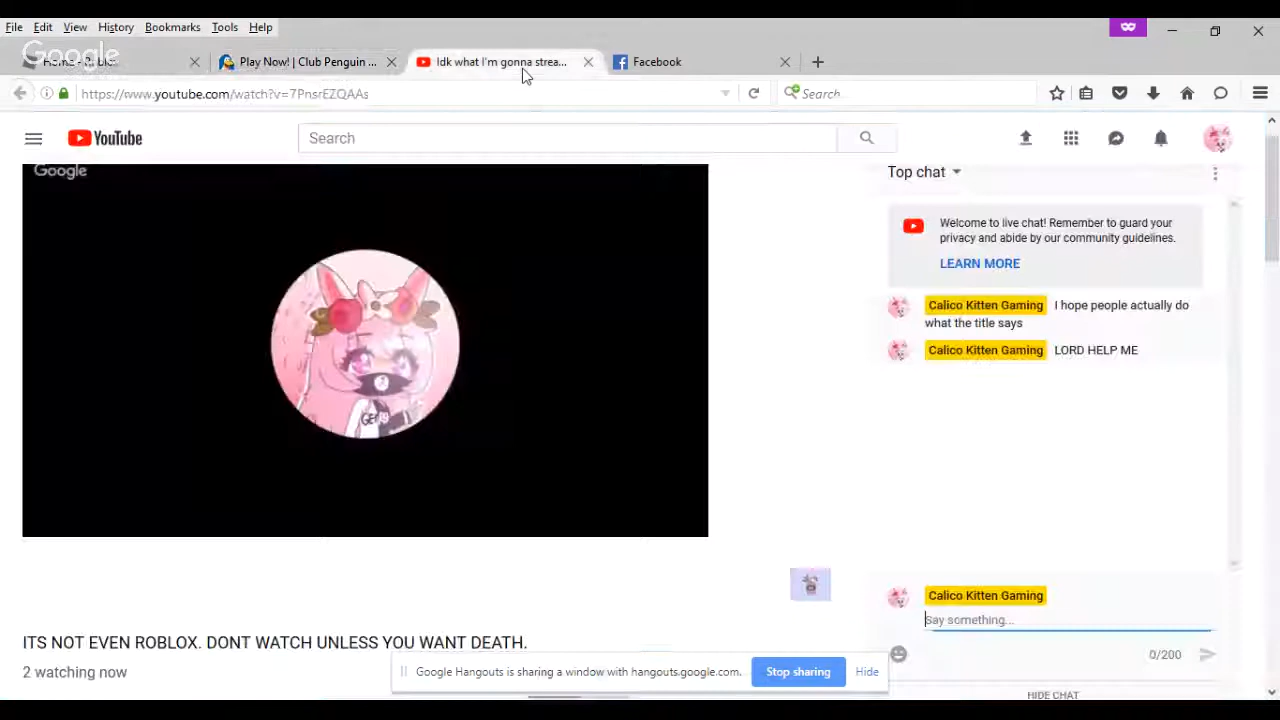 File Edit View History Bookmarks Tools Help
Google
Play Now! | Club Penguin ...
Idk what I'm gonna strea...
Facebook
https://www.youtube.com/watch?v=7PnsrEZQAAs
Search
YouTube
Search
Google
Top chat
Welcome to live chat! Remember to guard your
privacy and abide by our community guidelines.
LEARN MORE
Calico Kitten Gaming I hope people actually do
what the title says
Calico Kitten Gaming LORD HELP ME
Calico Kitten Gaming
Say something...
0/200
ITS NOT EVEN ROBLOX. DONT WATCH UNLESS YOU WANT DEATH.
2 watching now
Google Hangouts is sharing a window with hangouts.google.com.
Stop sharing
Hide
HIDE CHAT